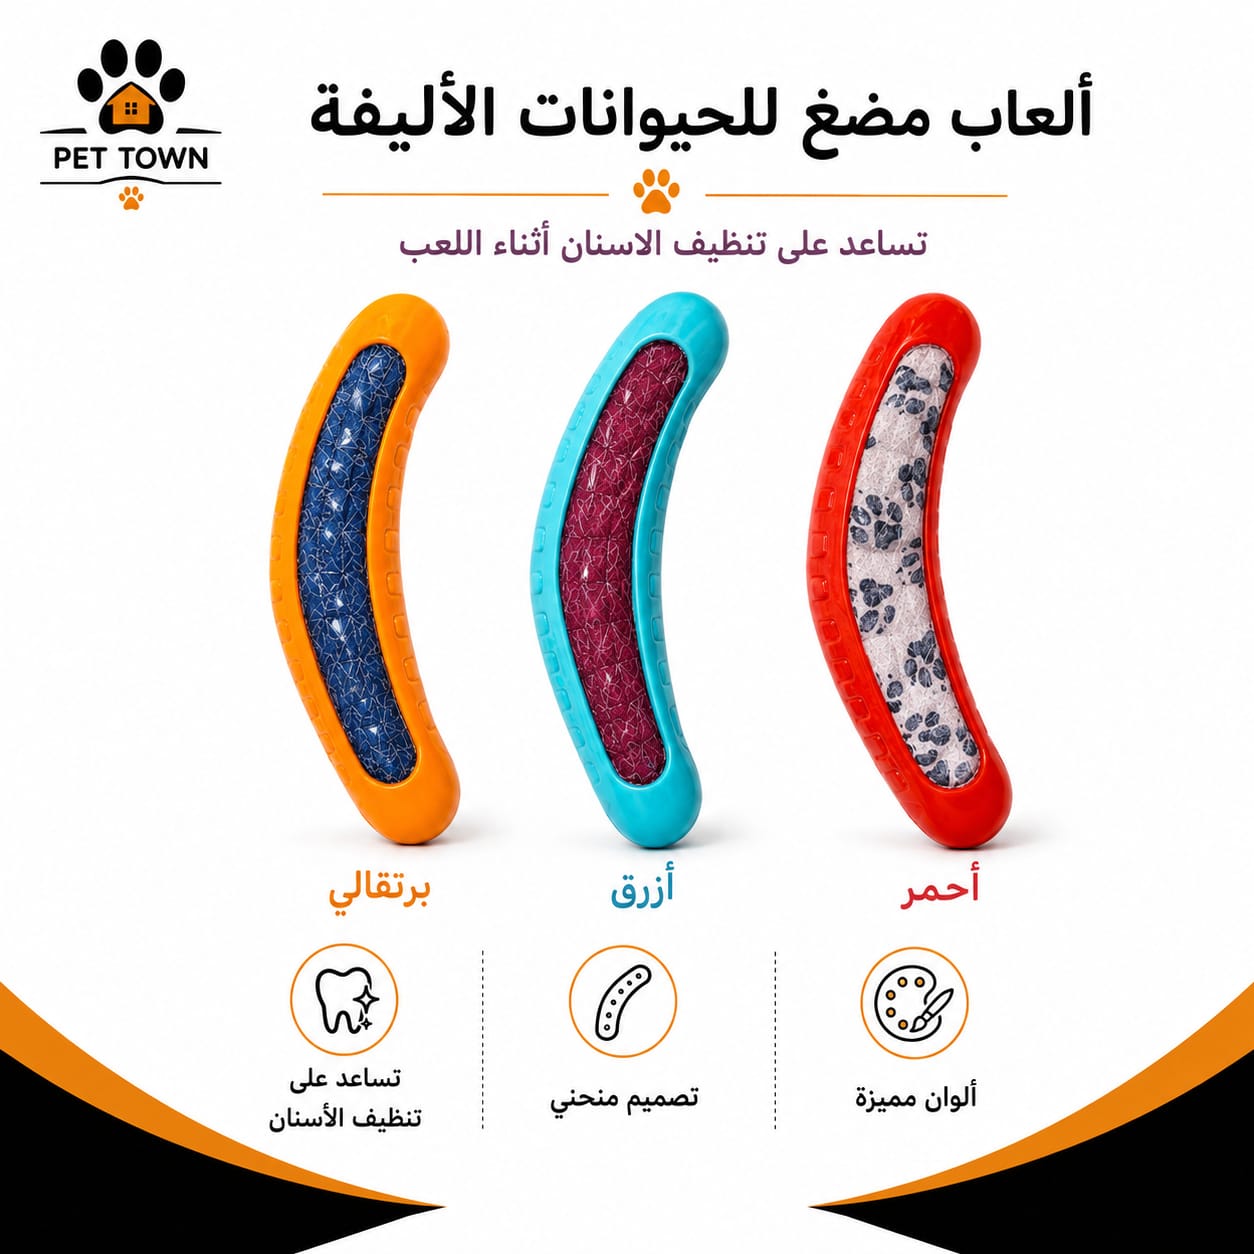 PET TOWN
ألعاب مضغ للحيوانات الأليفة
تساعد على تنظيف الاسنان أثناء اللعب
أحمر
أزرق
برتقالي
ألوان مميزة
تصميم منحني
تساعد على
تنظيف الأسنان